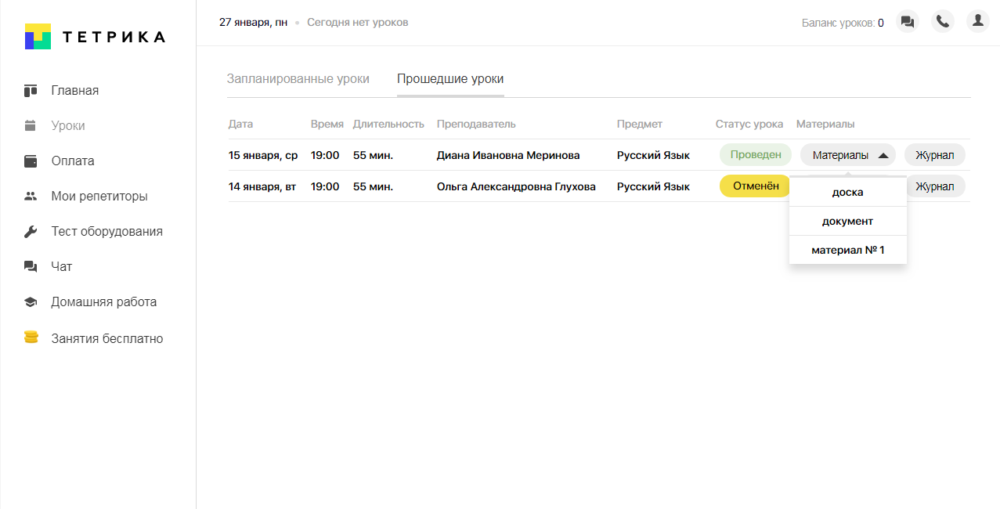 ТЕТРИКА
27 января, пн • Сегодня нет уроков
Баланс уроков: 0
Главная
Уроки
Оплата
Мои репетиторы
Тест оборудования
Чат
Домашняя работа
Занятия бесплатно
Запланированные уроки Прошедшие уроки
Дата Время Длительность Преподаватель Предмет Статус урока Материалы
15 января, ср 19:00 55 мин. Диана Ивановна Меринова Русский Язык Проведен Материалы Журнал
14 января, вт 19:00 55 мин. Ольга Александровна Глухова Русский Язык Отменён Журнал
доска
документ
материал № 1